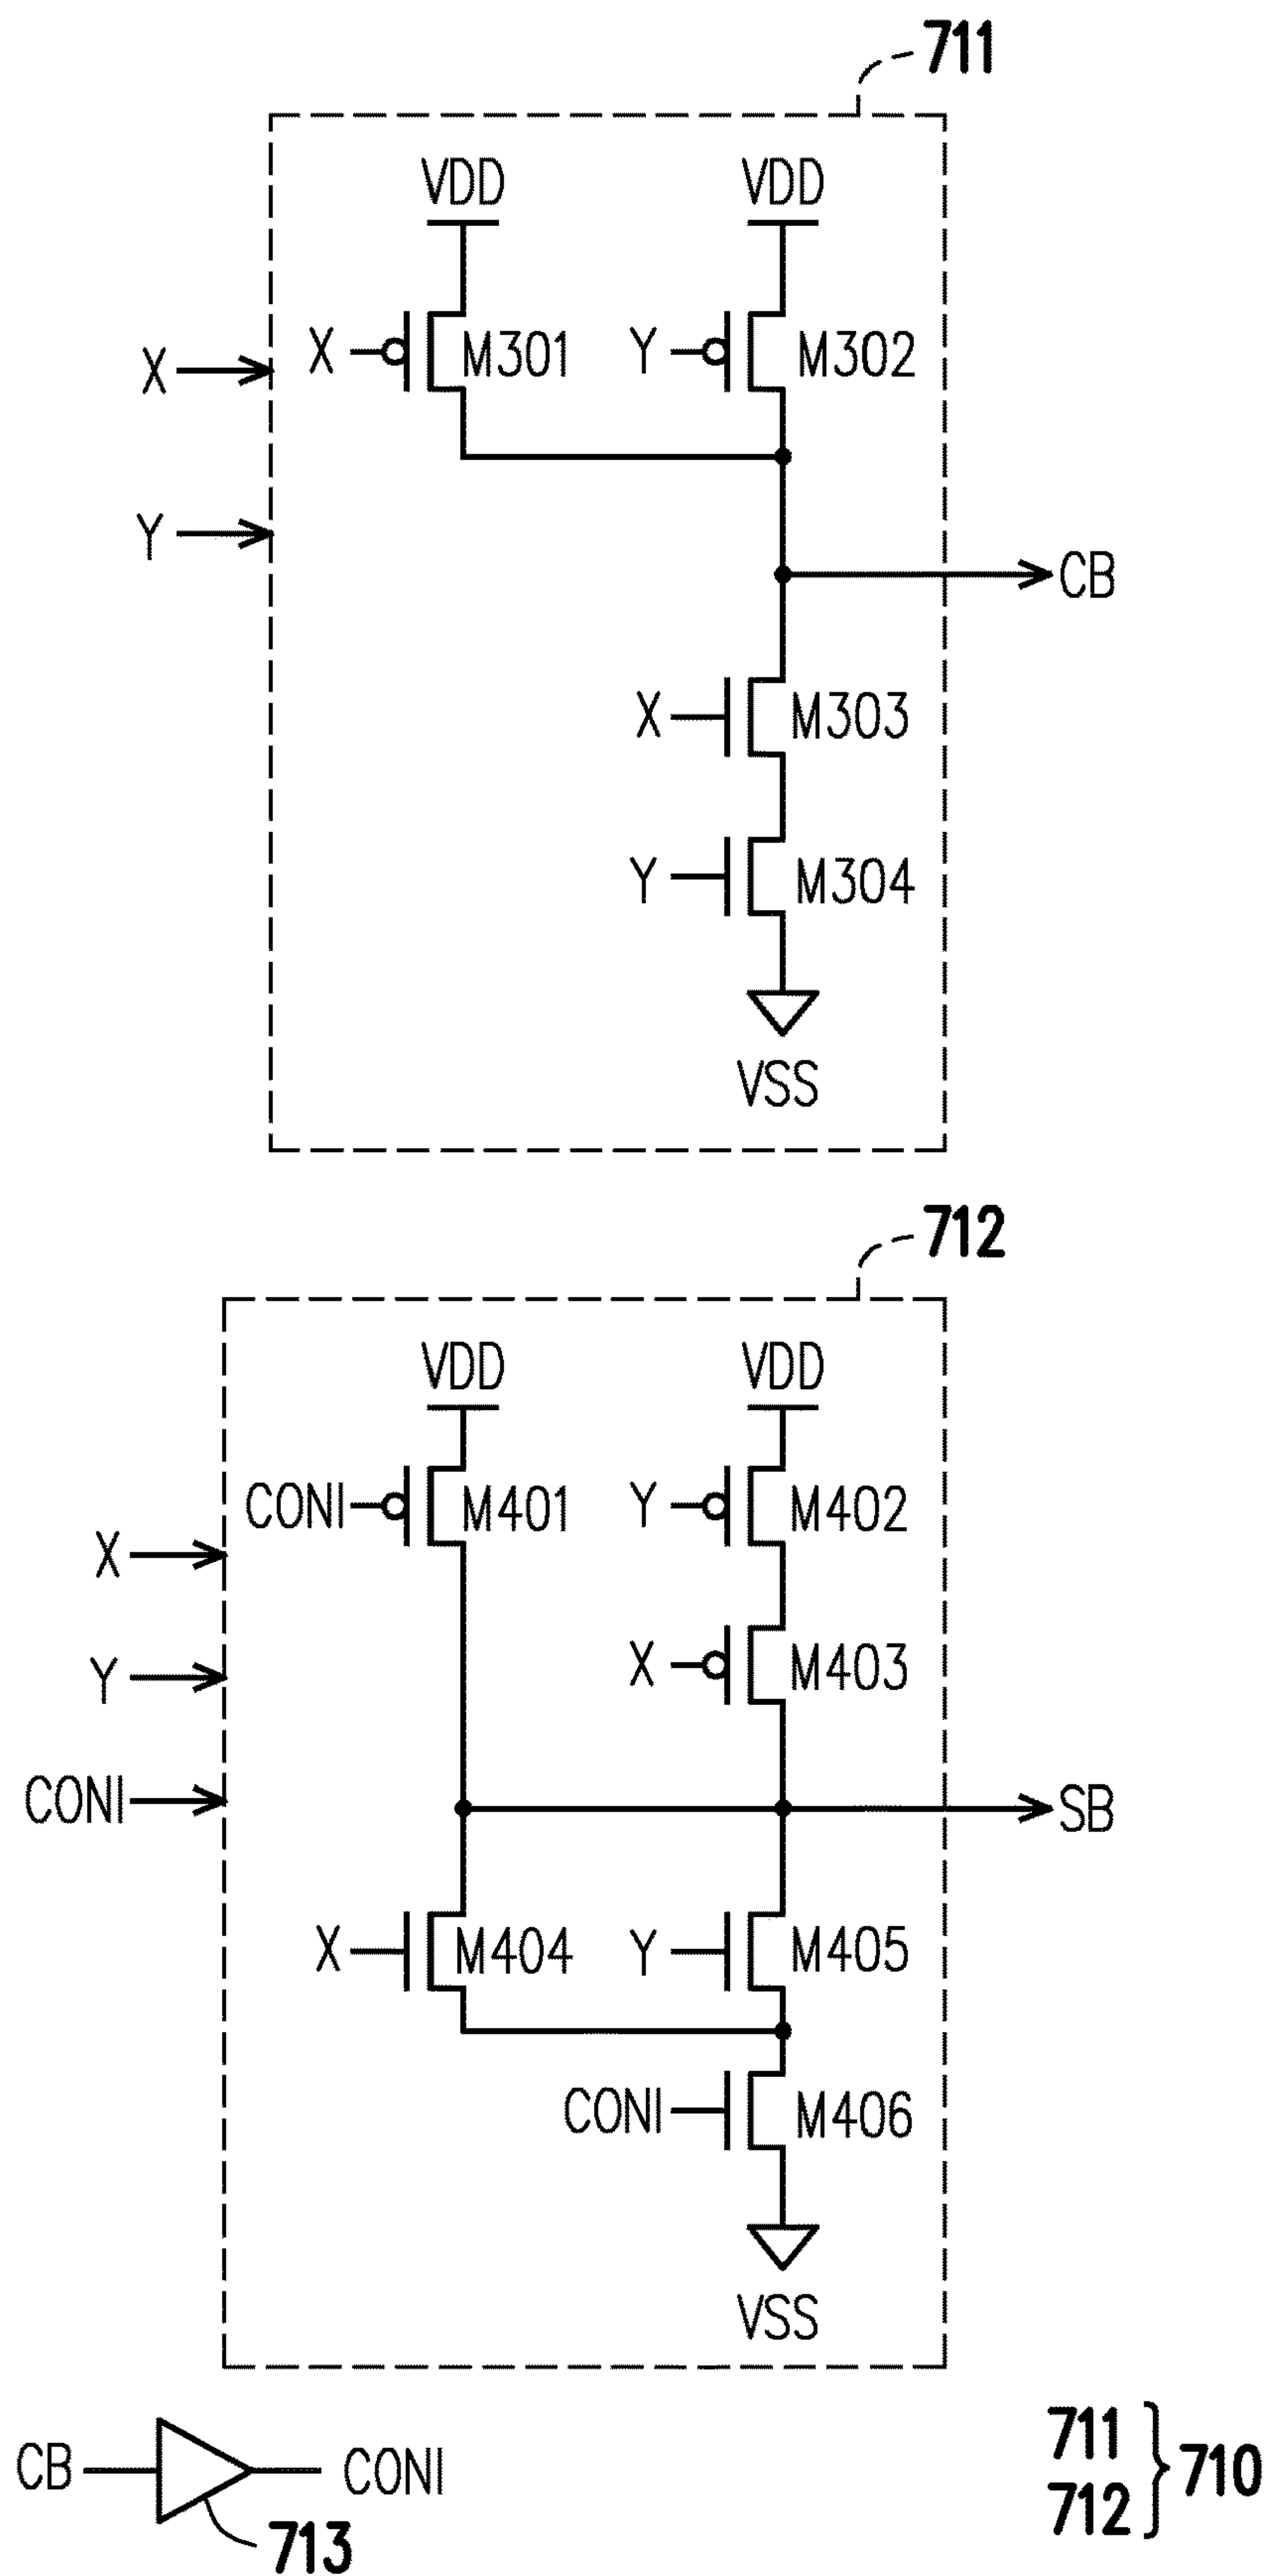 711
VDD VDD
X M301 Y M302
X
Y
CB
X M303
Y M304
VSS
712
VDD VDD
CONI M401 Y M402
X
X M403
Y
CONI
SB
X M404 Y M405
CONI M406
VSS
CB CONI
713
711
712
710